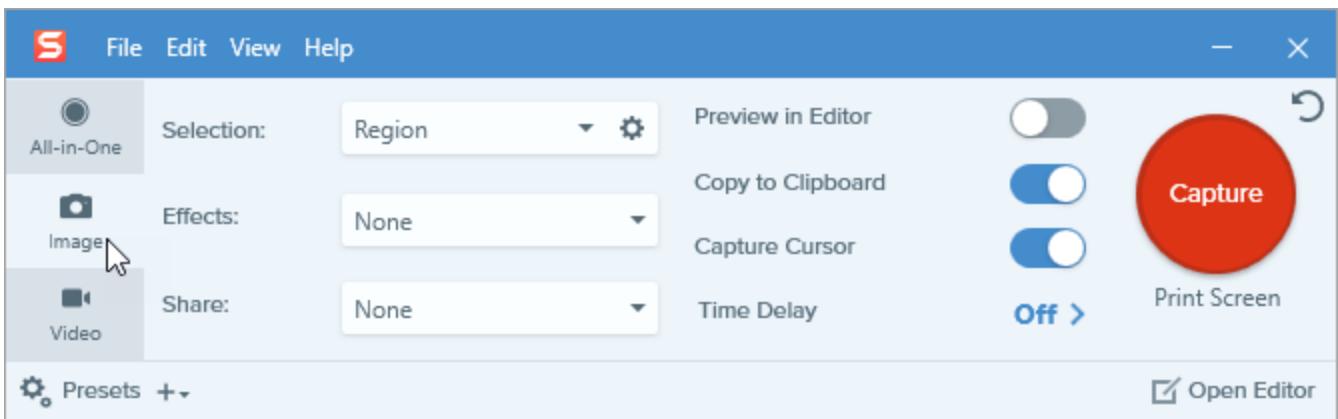 S File Edit View Help
All-in-One
Image
Video
Selection: Region
Effects: None
Share: None
Preview in Editor
Copy to Clipboard
Capture Cursor
Time Delay Off
Capture
Print Screen
Presets
Open Editor